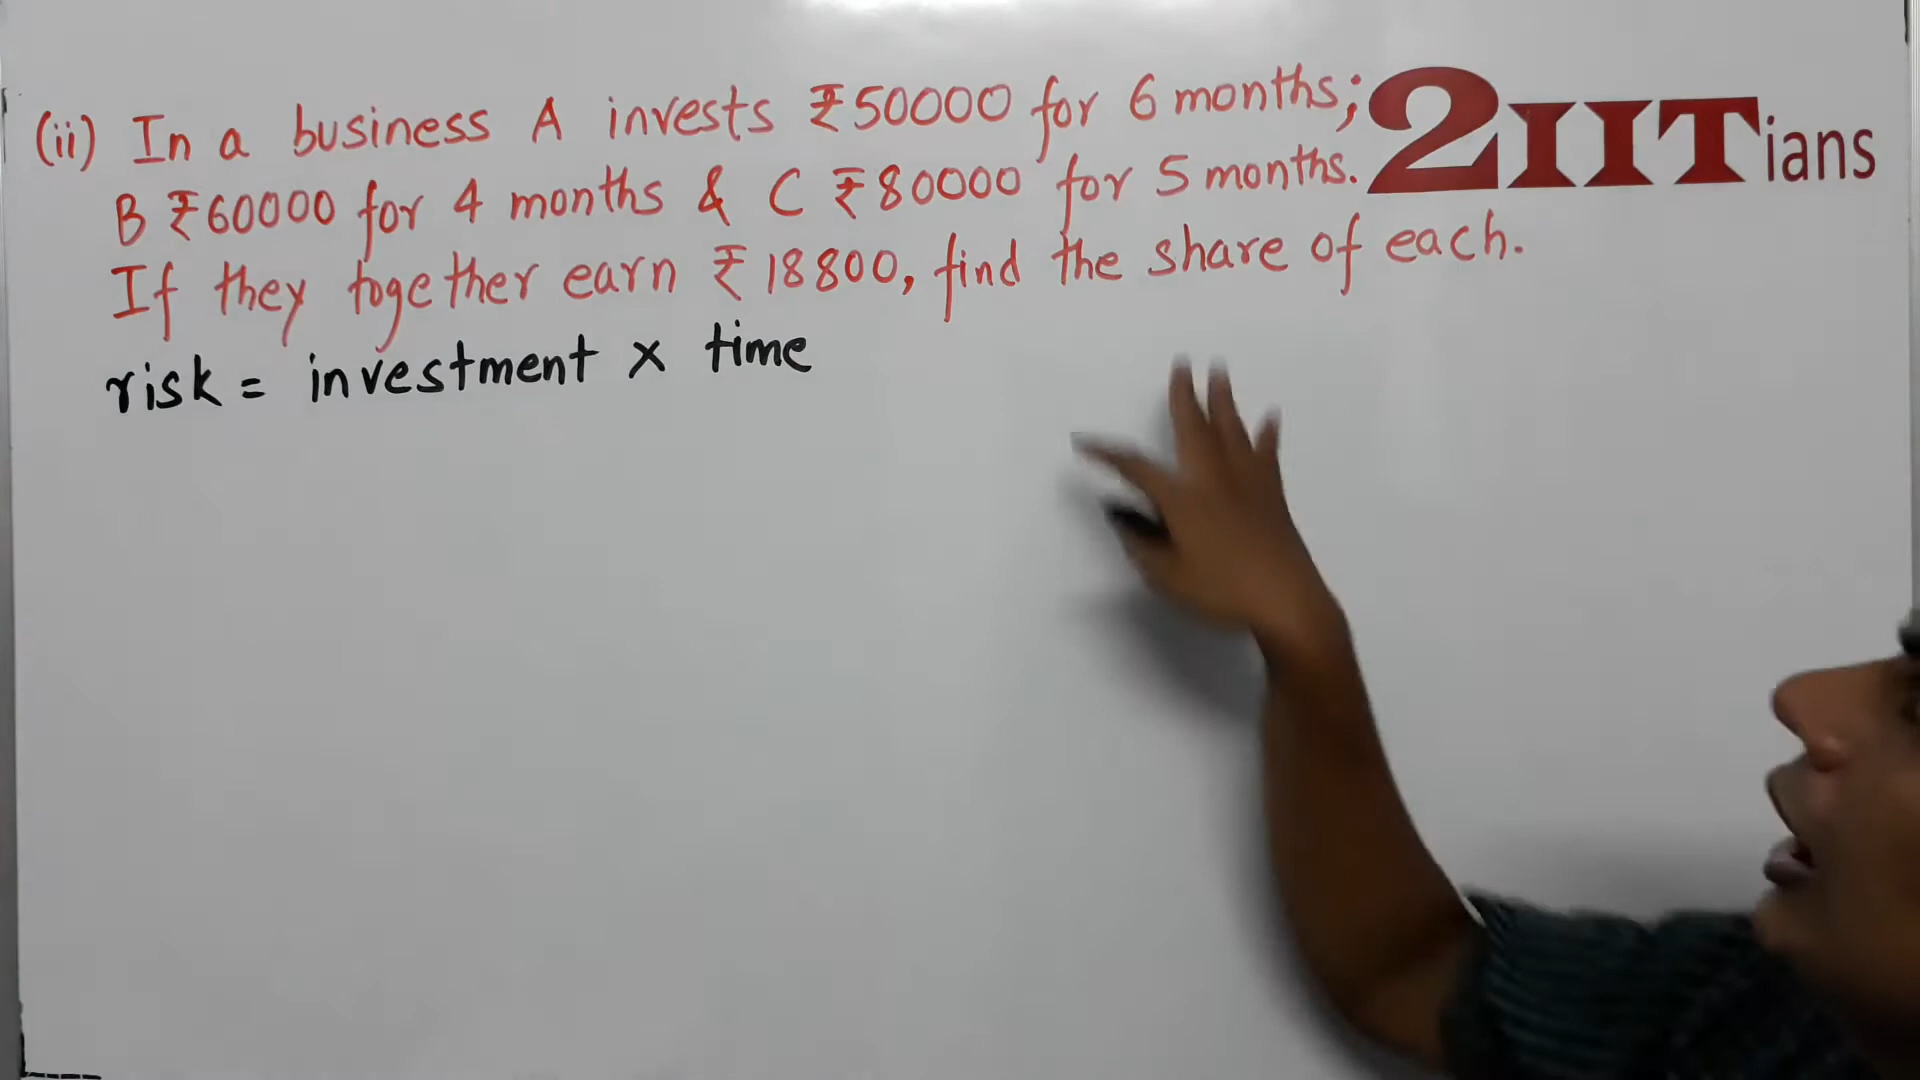 (ii) In a business A invests ₹50000 for 6 months;
B ₹60000 for 4 months & C ₹80000 for 5 months.
If they together earn ₹18800, find the share of each.
risk = investment x time
2IITians